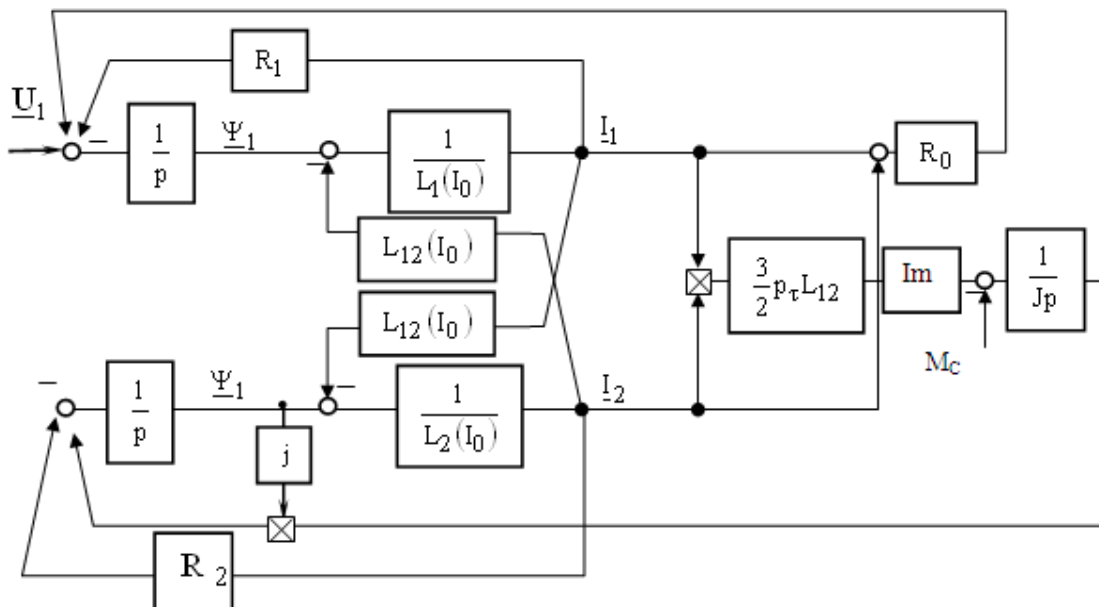 R1
U1
−
1/p
Ψ1
−
1/L1(I0)
I1
R0
L12(I0)
3/2 pτL12
Im
−
1/Jp
L12(I0)
MC
−
1/p
Ψ1
−
1/L2(I0)
I2
j
R 2